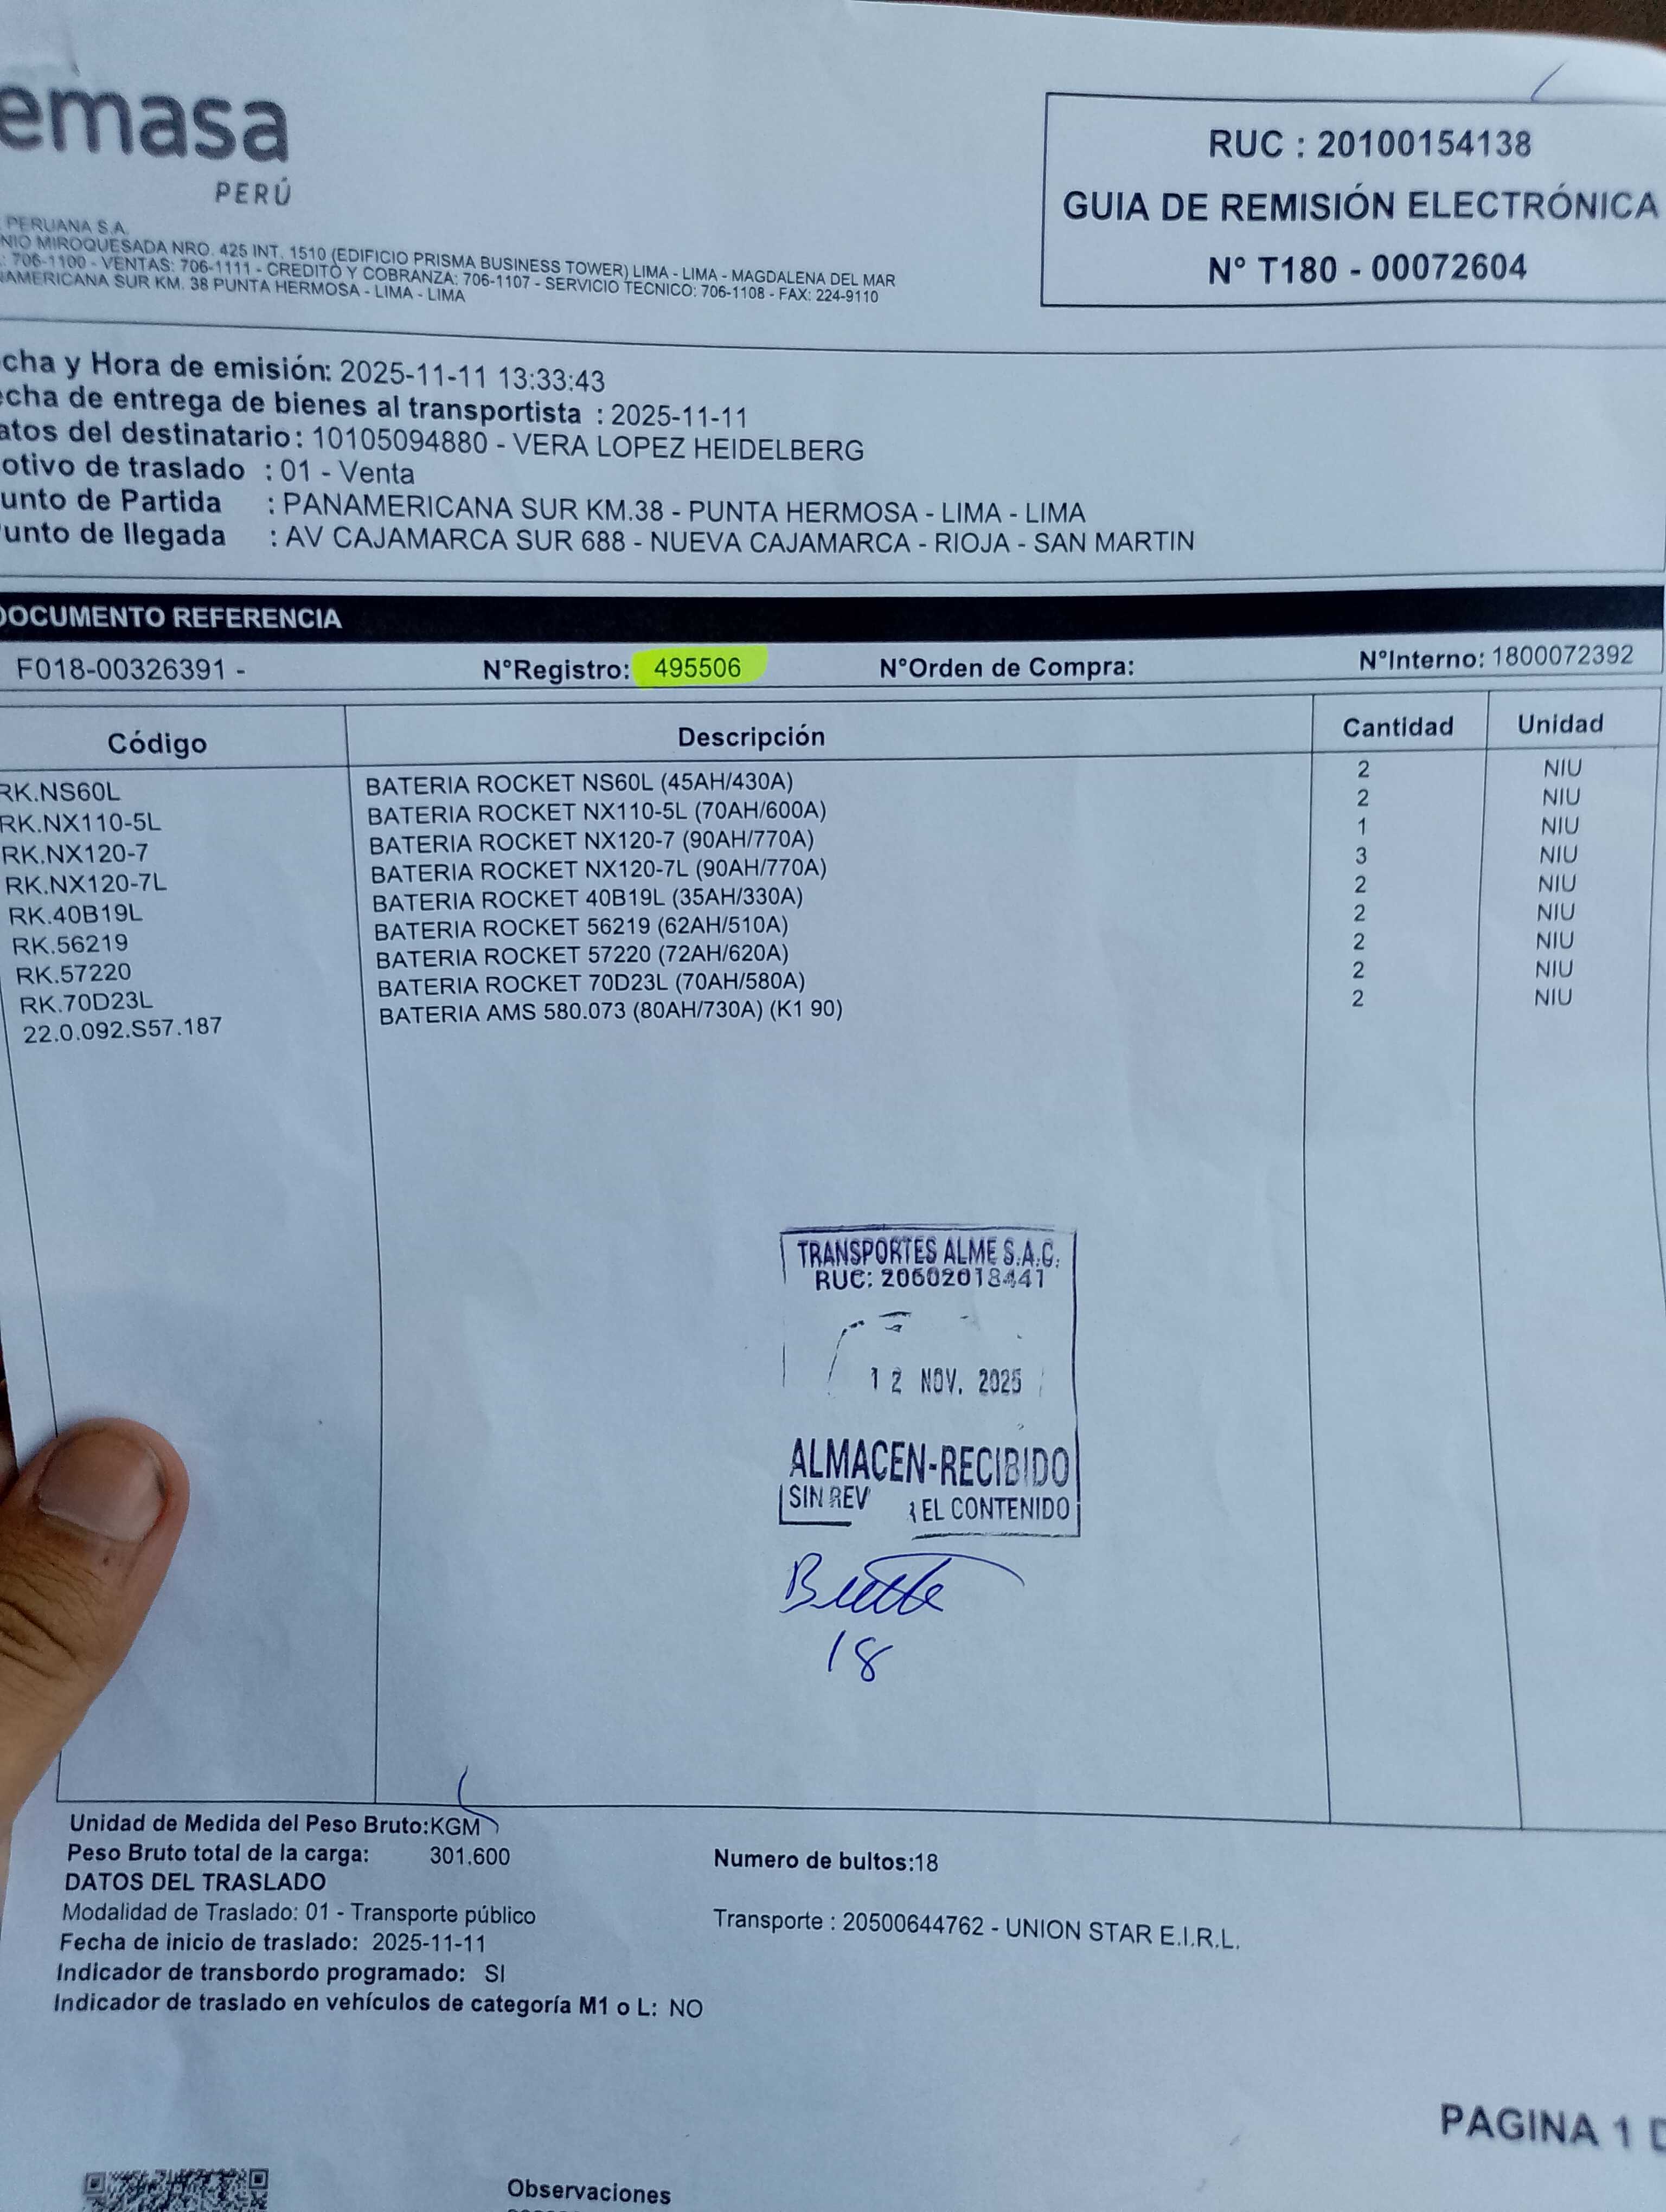 emasa
PERÚ
PERUANA S.A.
NIO MIROQUESADA NRO. 425 INT. 1510 (EDIFICIO PRISMA BUSINESS TOWER) LIMA - LIMA - MAGDALENA DEL MAR
: 706-1100 - VENTAS: 706-1111 - CREDITO Y COBRANZA: 706-1107 - SERVICIO TECNICO: 706-1108 - FAX: 224-9110
NAMERICANA SUR KM. 38 PUNTA HERMOSA - LIMA - LIMA
RUC : 20100154138
GUIA DE REMISIÓN ELECTRÓNICA
N° T180 - 00072604
cha y Hora de emisión: 2025-11-11 13:33:43
echa de entrega de bienes al transportista : 2025-11-11
atos del destinatario: 10105094880 - VERA LOPEZ HEIDELBERG
otivo de traslado : 01 - Venta
unto de Partida : PANAMERICANA SUR KM.38 - PUNTA HERMOSA - LIMA - LIMA
unto de llegada : AV CAJAMARCA SUR 688 - NUEVA CAJAMARCA - RIOJA - SAN MARTIN
DOCUMENTO REFERENCIA
F018-00326391 - N°Registro: 495506 N°Orden de Compra: N°Interno: 1800072392
Código Descripción Cantidad Unidad
RK.NS60L BATERIA ROCKET NS60L (45AH/430A) 2 NIU
RK.NX110-5L BATERIA ROCKET NX110-5L (70AH/600A) 2 NIU
RK.NX120-7 BATERIA ROCKET NX120-7 (90AH/770A) 1 NIU
RK.NX120-7L BATERIA ROCKET NX120-7L (90AH/770A) 3 NIU
RK.40B19L BATERIA ROCKET 40B19L (35AH/330A) 2 NIU
RK.56219 BATERIA ROCKET 56219 (62AH/510A) 2 NIU
RK.57220 BATERIA ROCKET 57220 (72AH/620A) 2 NIU
RK.70D23L BATERIA ROCKET 70D23L (70AH/580A) 2 NIU
22.0.092.S57.187 BATERIA AMS 580.073 (80AH/730A) (K1 90) 2 NIU
TRANSPORTES ALME S.A.C.
RUC: 20602018441
12 NOV. 2025
ALMACEN-RECIBIDO
SIN REV EL CONTENIDO
18
Unidad de Medida del Peso Bruto:KGM
Peso Bruto total de la carga: 301.600 Numero de bultos:18
DATOS DEL TRASLADO
Modalidad de Traslado: 01 - Transporte público Transporte : 20500644762 - UNION STAR E.I.R.L.
Fecha de inicio de traslado: 2025-11-11
Indicador de transbordo programado: SI
Indicador de traslado en vehículos de categoría M1 o L: NO
PAGINA 1 D
Observaciones